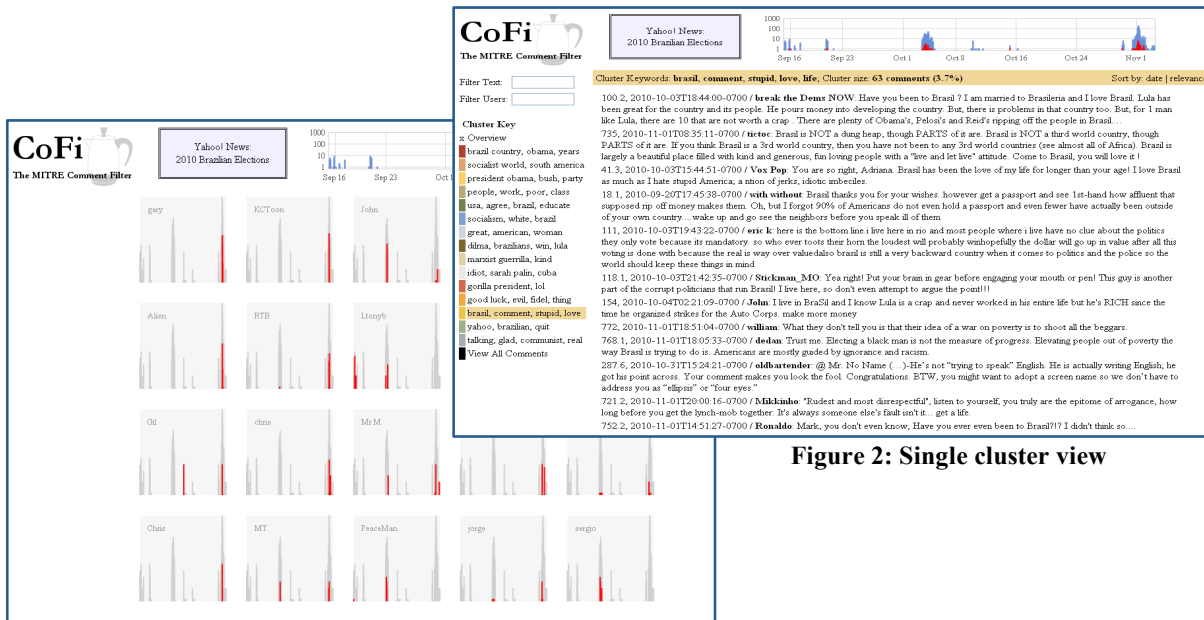 CoFi
The MITRE Comment Filter
Yahoo! News:
2010 Brazilian Elections
1000
100
10
1
Sep 16
Sep 23
Oct 1
Oct 8
Oct 16
Oct 24
Nov 1
Filter Text:
Filter Users:
Cluster Key
x Overview
brazil country, obama, years
socialist world, south america
president obama, bush, party
people, work, poor, class
usa, agree, brazil, educate
socialism, white, brazil
great, american, woman
dilma, brazilians, win, lula
marxist guerrilla, kind
idiot, sarah palin, cuba
gorilla president, lol
good luck, evil, fidel, thing
brasil, comment, stupid, love
yahoo, brazilian, quit
talking, glad, communist, real
View All Comments
Cluster Keywords: brasil, comment, stupid, love, life; Cluster size: 63 comments (3.7%)
Sort by: date | relevance
100.2, 2010-10-03T18:44:00-0700 / break the Dems NOW: Have you been to Brasil ? I am married to Brasileria and I love Brasil. Lula has
been great for the country and its people. He pours money into developing the country. But, there is problems in that country too. But, for 1 man
like Lula, there are 10 that are not worth a crap . There are plenty of Obama's, Pelosi's and Reid's ripping off the people in Brasil....
735, 2010-11-01T08:35:11-0700 / tictoc: Brasil is NOT a dung heap, though PARTS of it are. Brasil is NOT a third world country, though
PARTS of it are. If you think Brasil is a 3rd world country, then you have not been to any 3rd world countries (see almost all of Africa). Brasil is
largely a beautiful place filled with kind and generous, fun loving people with a "live and let live" attitude. Come to Brasil, you will love it !
41.3, 2010-10-03T15:44:51-0700 / Vox Pop: You are so right, Adriana. Brasil has been the love of my life for longer than your age! I love Brasil
as much as I hate stupid America, a ntion of jerks, idiotic imbeciles.
18.1, 2010-09-20T17:45:38-0700 / with without: Brasil thanks you for your wishes..however get a passport and see 1st-hand how affluent that
supposed rip off money makes them. Oh, but I forgot 90% of Americans do not even hold a passport and even fewer have actually been outside
of your own country....wake up and go see the neighbors before you speak ill of them
111, 2010-10-03T19:43:22-0700 / eric k: here is the bottom line.i live here in rio and most people where i live have no clue about the politics
they only vote because its mandatory. so who ever toots their horn the loudest will probably winhopefully the dollar will go up in value after all this
voting is done with because the real is way over valuedalso brasil is still a very backward country when it comes to politics and the police so the
world should keep these things in mind
118.1, 2010-10-03T21:42:35-0700 / Stickman_MO: Yea right! Put your brain in gear before engaging your mouth or pen! This guy is another
part of the corrupt politicians that run Brasil! I live here, so don't even attempt to argue the point!!!
154, 2010-10-04T02:21:09-0700 / John: I live in BraSil and I know Lula is a crap and never worked in his entire life but he's RICH since the
time he organized strikes for the Auto Corps. make more money
772, 2010-11-01T18:51:04-0700 / william: What they don't tell you is that their idea of a war on poverty is to shoot all the beggars.
768.1, 2010-11-01T18:05:33-0700 / dedan: Trust me. Electing a black man is not the measure of progress. Elevating people out of poverty the
way Brasil is trying to do is. Americans are mostly guided by ignorance and racism.
287.6, 2010-10-31T15:24:21-0700 / oldbartender: @ Mr. No Name (...)-He's not "trying to speak" English. He is actually writing English; he
got his point across. Your comment makes you look the fool. Congratulations. BTW, you might want to adopt a screen name so we don't have to
address you as "ellipsis" or "four eyes."
721.2, 2010-11-01T20:00:16-0700 / Mikkinho: "Rudest and most disrespectful", listen to yourself, you truly are the epitome of arrogance, how
long before you get the lynch-mob together. It's always someone else's fault isn't it... get a life.
752.2, 2010-11-01T14:51:27-0700 / Ronaldo: Mark, you don't even know, Have you ever even been to Brasil?!? I didn't think so....
Figure 2: Single cluster view
CoFi
The MITRE Comment Filter
Yahoo! News:
2010 Brazilian Elections
1000
100
10
1
Sep 16
Sep 23
Oct 1
gary
KCToon
John
Alien
RTB
Ltonyb
Gil
chris
Mr M
Chris
MT
PeaceMan
jorge
sergio